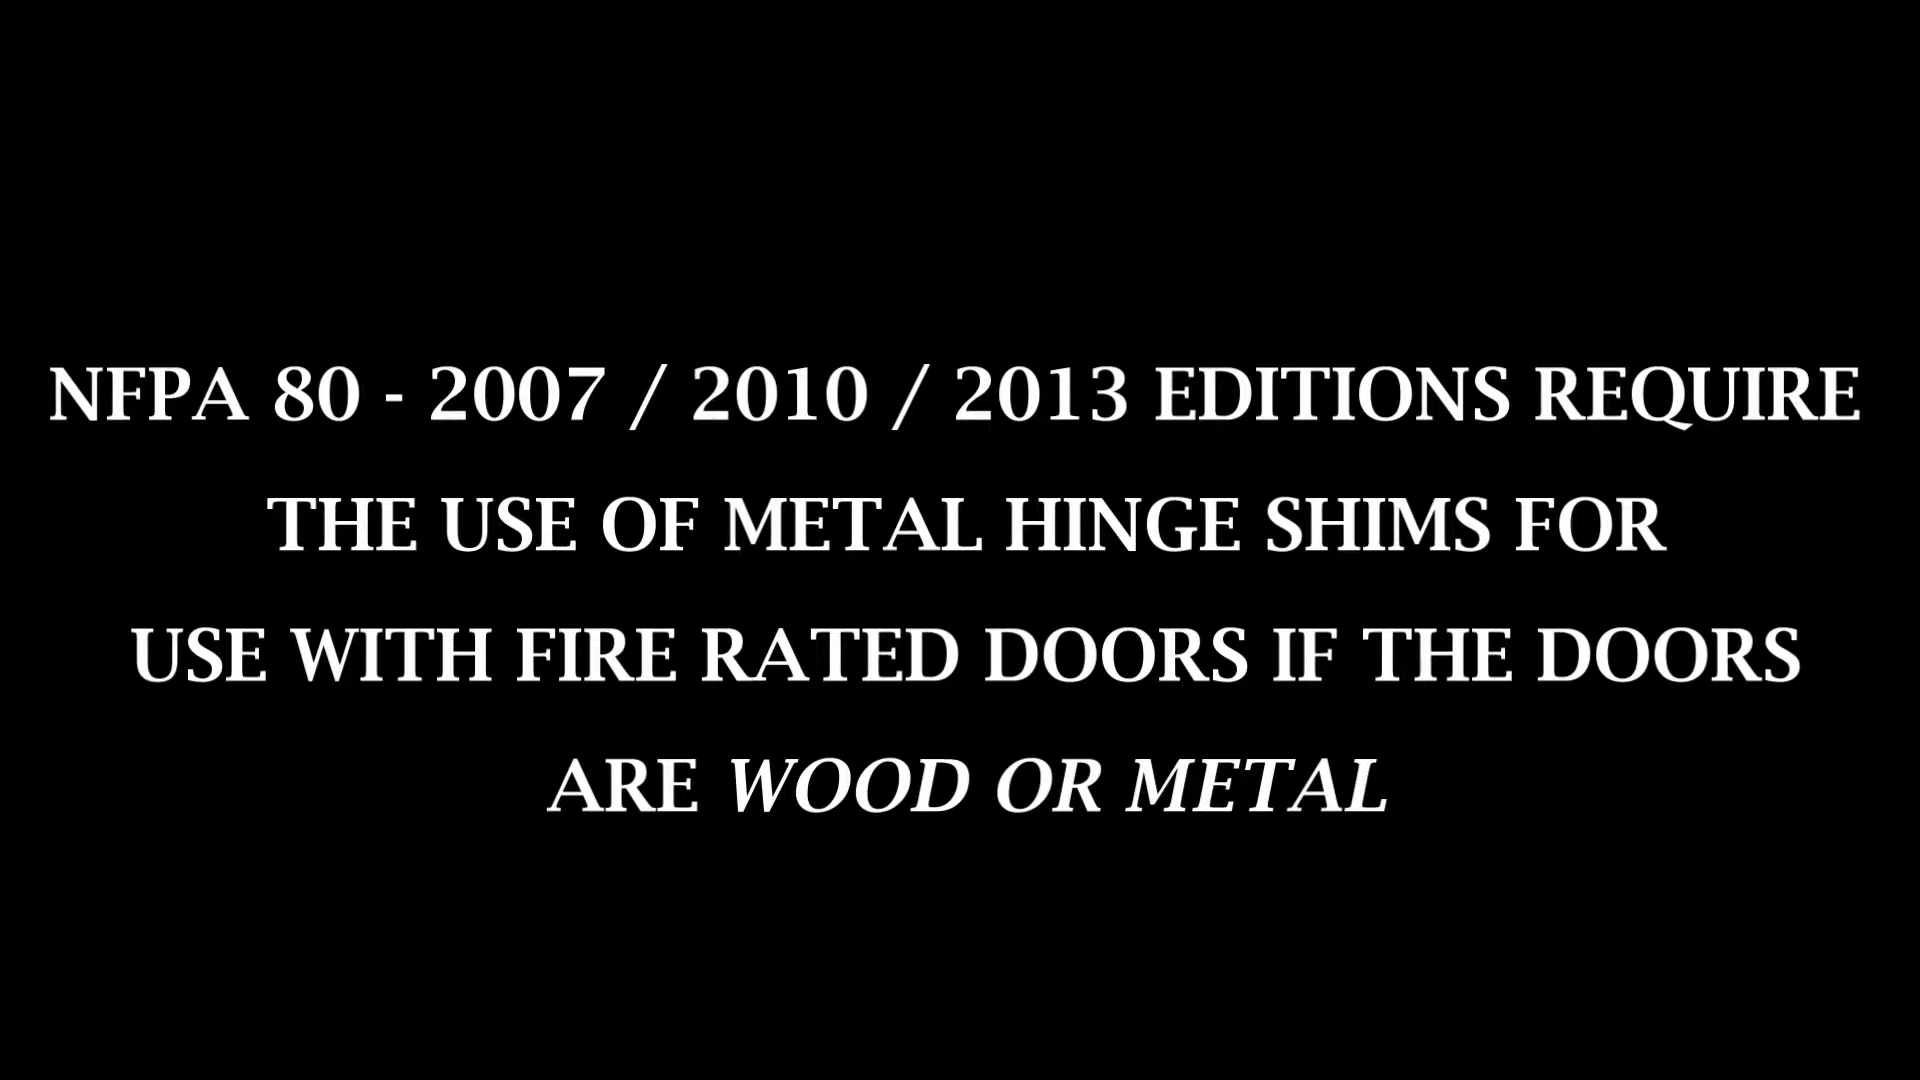 NFPA 80 - 2007 / 2010 / 2013 EDITIONS REQUIRE
THE USE OF METAL HINGE SHIMS FOR
USE WITH FIRE RATED DOORS IF THE DOORS
ARE WOOD OR METAL